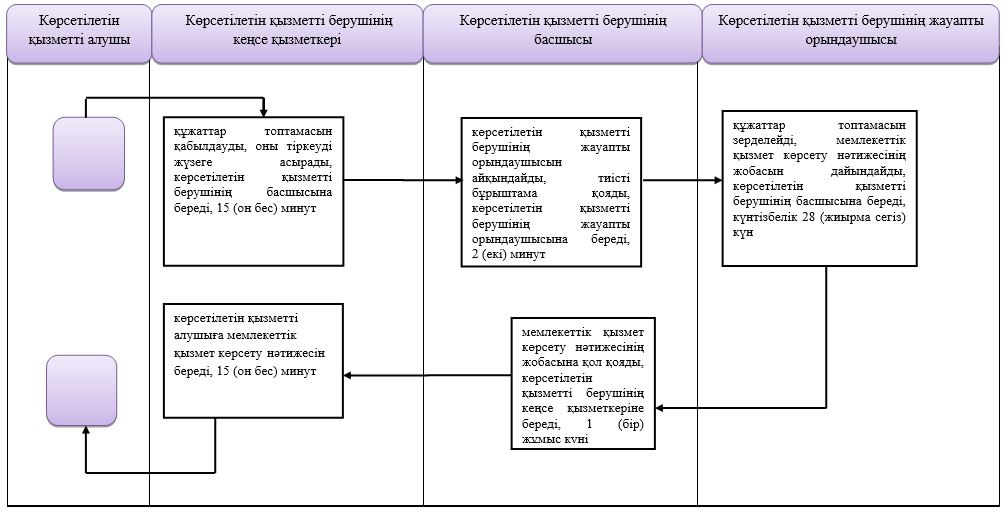 Көрсетілетін
қызметті алушы
Көрсетілетін қызметті берушінің
кеңсе қызметкері
Көрсетілетін қызметті берушінің
басшысы
Көрсетілетін қызметті берушінің жауапты
орындаушысы
құжаттар топтамасын
қабылдауды, оны тіркеуді
жүзеге асырады,
көрсетілетін қызметті
берушінің басшысына
береді, 15 (он бес) минут
көрсетілетін қызметті
берушінің жауапты
орындаушысын
айқындайды, тиісті
бұрыштама қояды,
көрсетілетін қызметті
берушінің жауапты
орындаушысына береді,
2 (екі) минут
құжаттар топтамасын
зерделейді, мемлекеттік
қызмет көрсету нәтижесінің
жобасын дайындайды,
көрсетілетін қызметті
берушінің басшысына береді,
күнтізбелік 28 (жиырма сегіз)
күн
көрсетілетін қызметті
алушыға мемлекеттік
қызмет көрсету нәтижесін
береді, 15 (он бес) минут
мемлекеттік қызмет
көрсету нәтижесінің
жобасына қол қояды,
көрсетілетін
қызметті берушінің
кеңсе қызметкеріне
береді, 1 (бір)
жұмыс күні